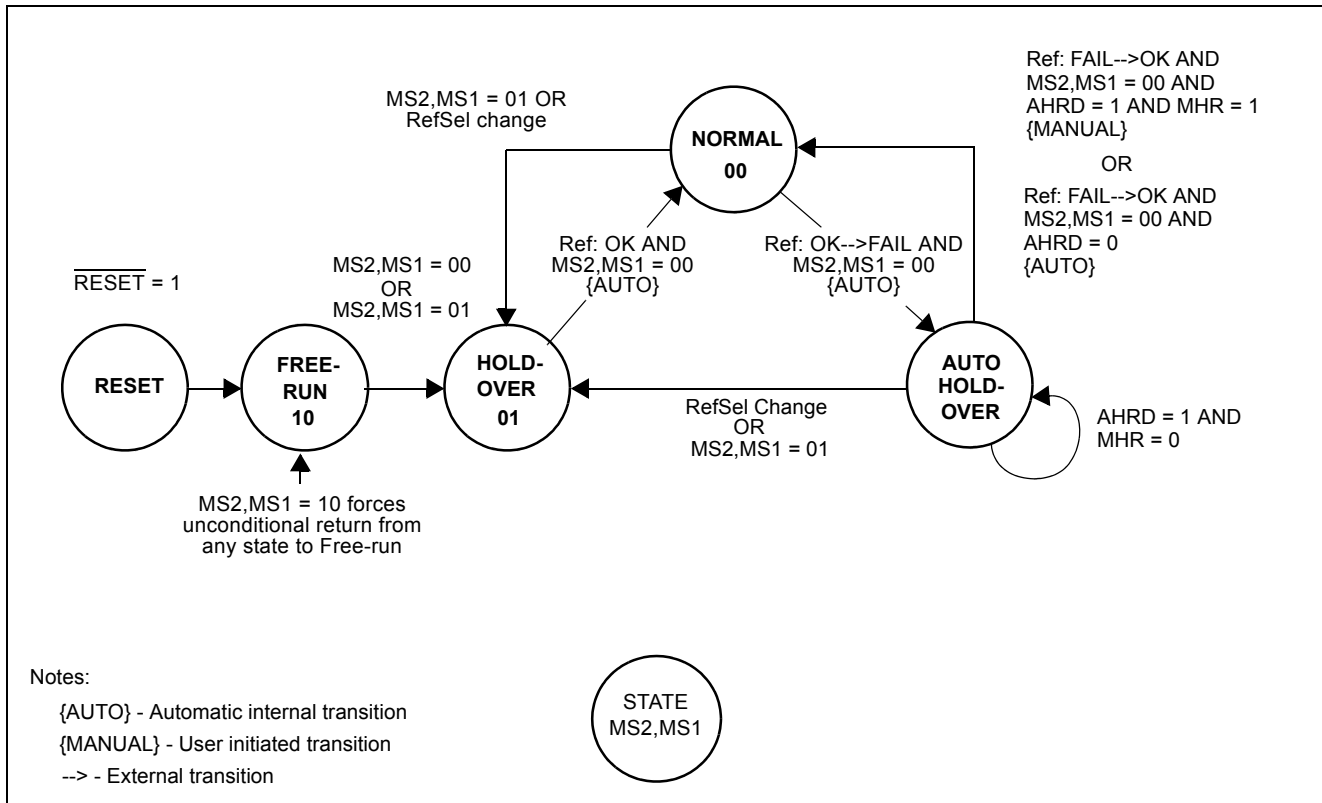 Ref: FAIL-->OK AND
MS2,MS1 = 00 AND
AHRD = 1 AND MHR = 1
{MANUAL}
OR
Ref: FAIL-->OK AND
MS2,MS1 = 00 AND
AHRD = 0
{AUTO}
MS2,MS1 = 01 OR
RefSel change
NORMAL
00
Ref: OK AND
MS2,MS1 = 00
{AUTO}
Ref: OK-->FAIL AND
MS2,MS1 = 00
{AUTO}
RESET = 1
MS2,MS1 = 00
OR
MS2,MS1 = 01
RESET
FREE-
RUN
10
HOLD-
OVER
01
AUTO
HOLD-
OVER
RefSel Change
OR
MS2,MS1 = 01
AHRD = 1 AND
MHR = 0
MS2,MS1 = 10 forces
unconditional return from
any state to Free-run
Notes:
{AUTO} - Automatic internal transition
{MANUAL} - User initiated transition
--> - External transition
STATE
MS2,MS1